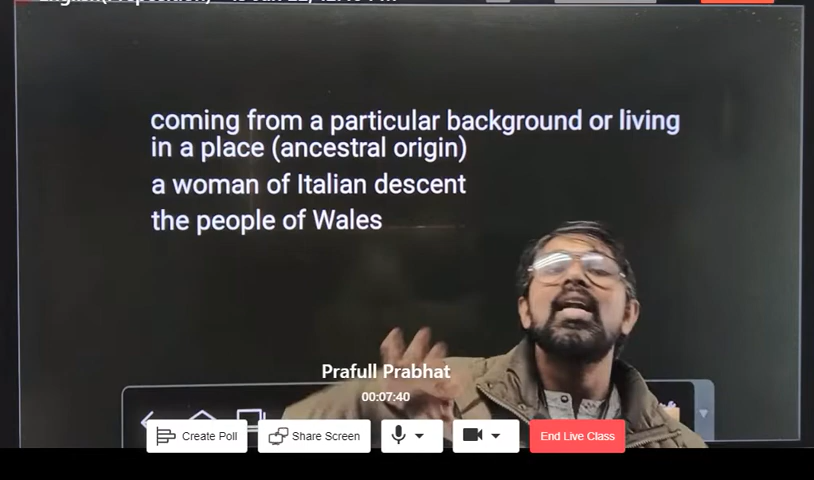 coming from a particular background or living
in a place (ancestral origin)
a woman of Italian descent
the people of Wales
Prafull Prabhat
00:07:40
Create Poll
Share Screen
End Live Class